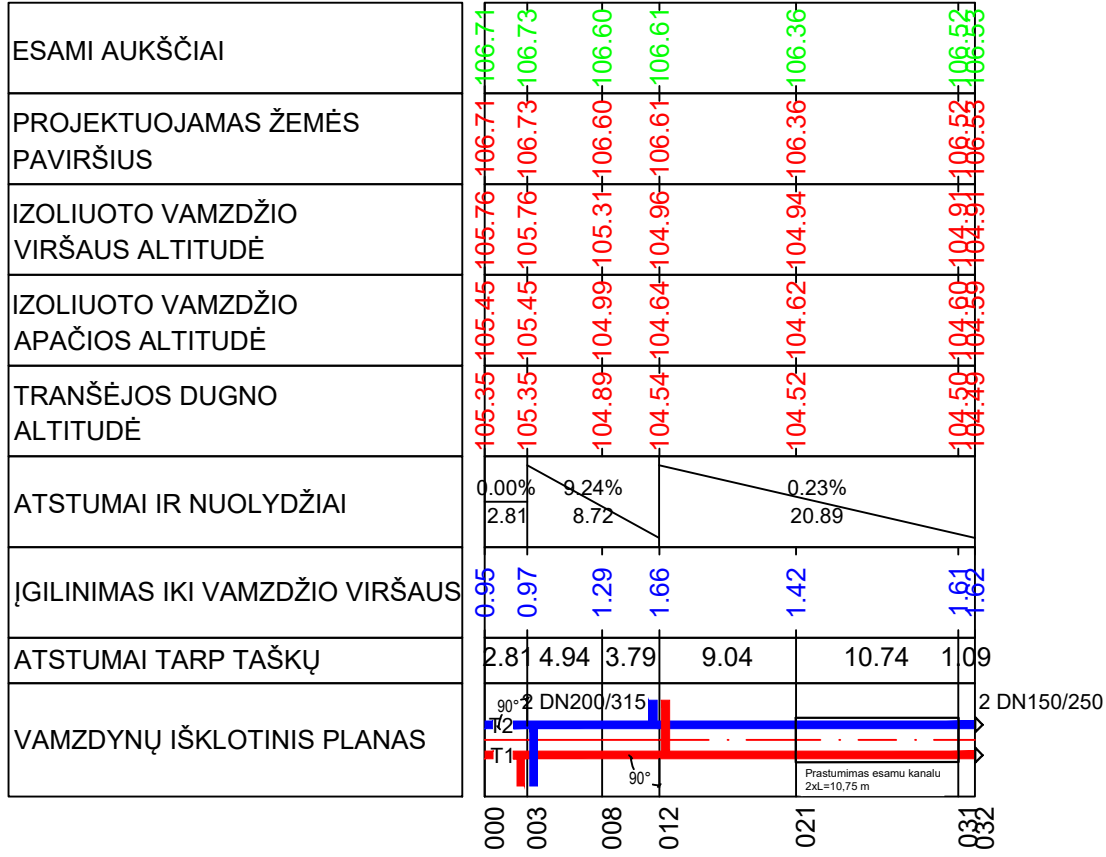 ESAMI AUKŠČIAI
106.71 106.73 106.60 106.61 106.36 106.52 106.53
PROJEKTUOJAMAS ŽEMĖS
PAVIRŠIUS
106.71 106.73 106.60 106.61 106.36 106.52 106.53
IZOLIUOTO VAMZDŽIO
VIRŠAUS ALTITUDĖ
105.76 105.76 105.31 104.96 104.94 104.91 104.91
IZOLIUOTO VAMZDŽIO
APAČIOS ALTITUDĖ
105.45 105.45 104.99 104.64 104.62 104.60 104.59
TRANŠĖJOS DUGNO
ALTITUDĖ
105.35 105.35 104.89 104.54 104.52 104.50 104.49
ATSTUMAI IR NUOLYDŽIAI
0.00% 9.24% 0.23%
2.81 8.72 20.89
ĮGILINIMAS IKI VAMZDŽIO VIRŠAUS
0.95 0.97 1.29 1.66 1.42 1.61 1.62
ATSTUMAI TARP TAŠKŲ
2.81 4.94 3.79 9.04 10.74 1.09
VAMZDYNŲ IŠKLOTINIS PLANAS
90° 2 DN200/315 2 DN150/250
T2
T1
90°
Prastumimas esamu kanalu
2xL=10,75 m
000 003 008 012 021 031 032